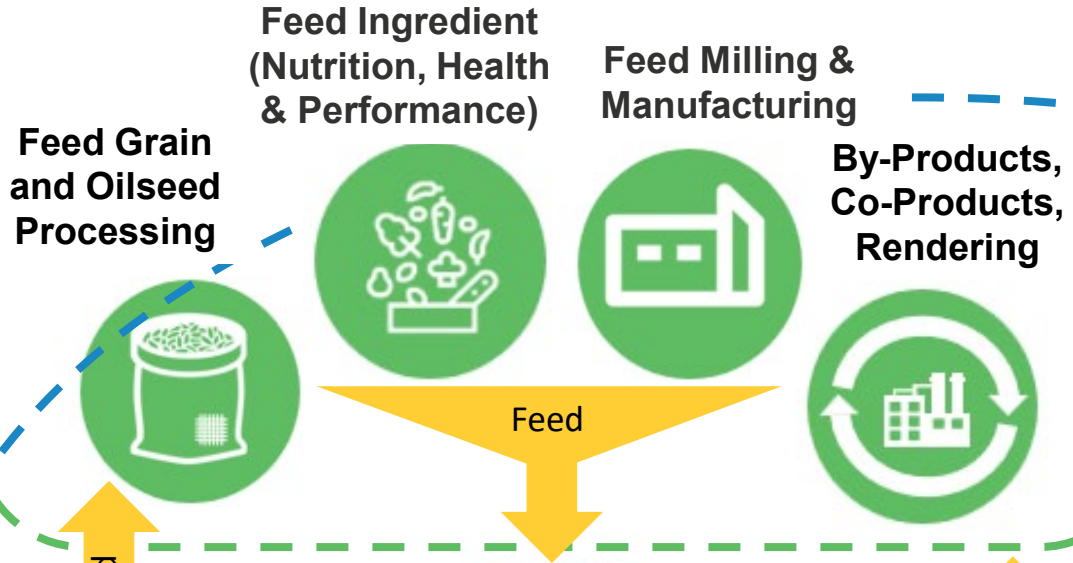 Feed Ingredient
(Nutrition, Health
& Performance)
Feed Milling &
Manufacturing
Feed Grain
and Oilseed
Processing
By-Products,
Co-Products,
Rendering
Feed